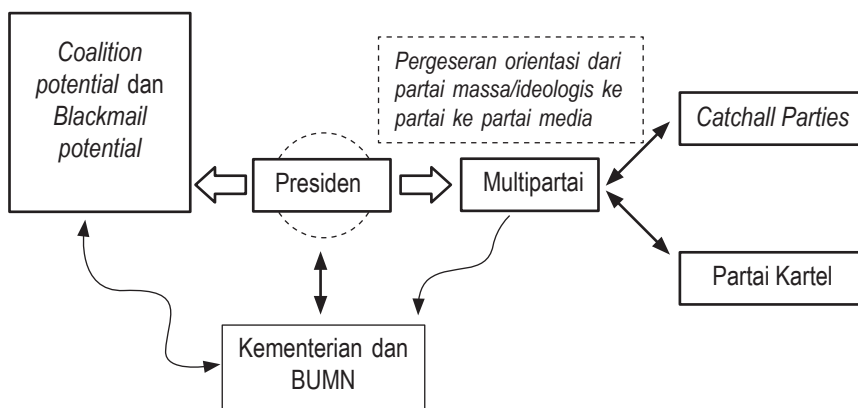 Coalition
potential dan
Blackmail
potential
Pergeseran orientasi dari
partai massa/ideologis ke
partai ke partai media
Catchall Parties
Presiden
Multipartai
Partai Kartel
Kementerian dan
BUMN